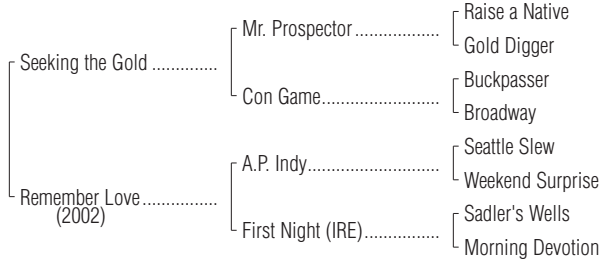 Raise a Native
Mr. Prospector ..................
Gold Digger
Seeking the Gold ..............
Buckpasser
Con Game.........................
Broadway
Seattle Slew
A.P. Indy............................
Weekend Surprise
Remember Love ................
(2002)
Sadler's Wells
First Night (IRE)................
Morning Devotion